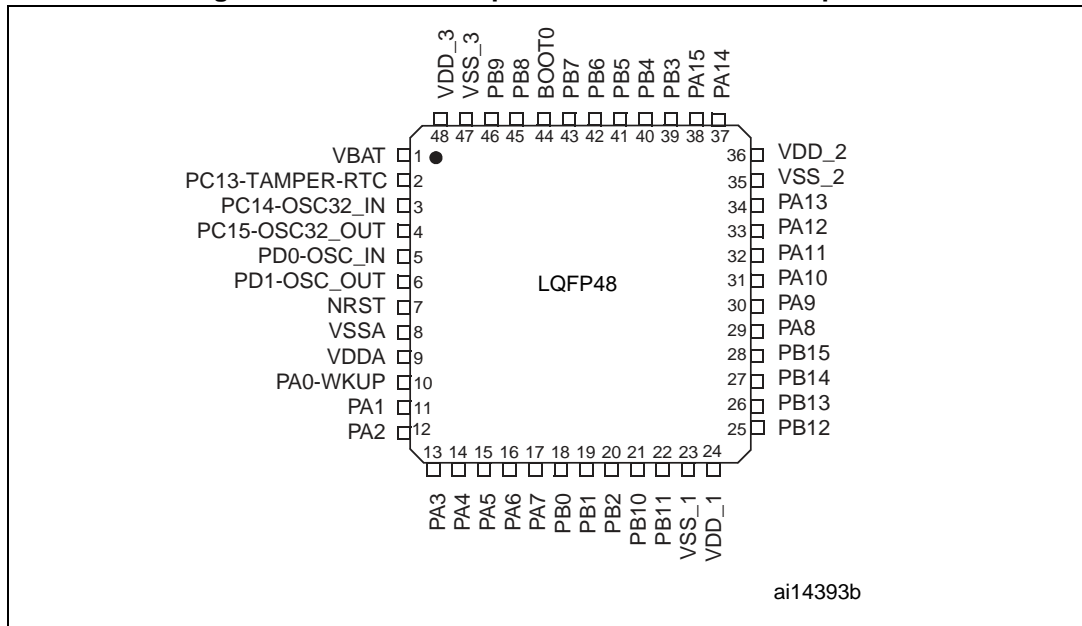 VDD_3
VSS_3
PB9
PB8
BOOT0
PB7
PB6
PB5
PB4
PB3
PA15
PA14
48 47 46 45 44 43 42 41 40 39 38 37
VBAT 1
PC13-TAMPER-RTC 2
PC14-OSC32_IN 3
PC15-OSC32_OUT 4
PD0-OSC_IN 5
PD1-OSC_OUT 6
NRST 7
VSSA 8
VDDA 9
PA0-WKUP 10
PA1 11
PA2 12
LQFP48
36 VDD_2
35 VSS_2
34 PA13
33 PA12
32 PA11
31 PA10
30 PA9
29 PA8
28 PB15
27 PB14
26 PB13
25 PB12
13 14 15 16 17 18 19 20 21 22 23 24
PA3
PA4
PA5
PA6
PA7
PB0
PB1
PB2
PB10
PB11
VSS_1
VDD_1
ai14393b